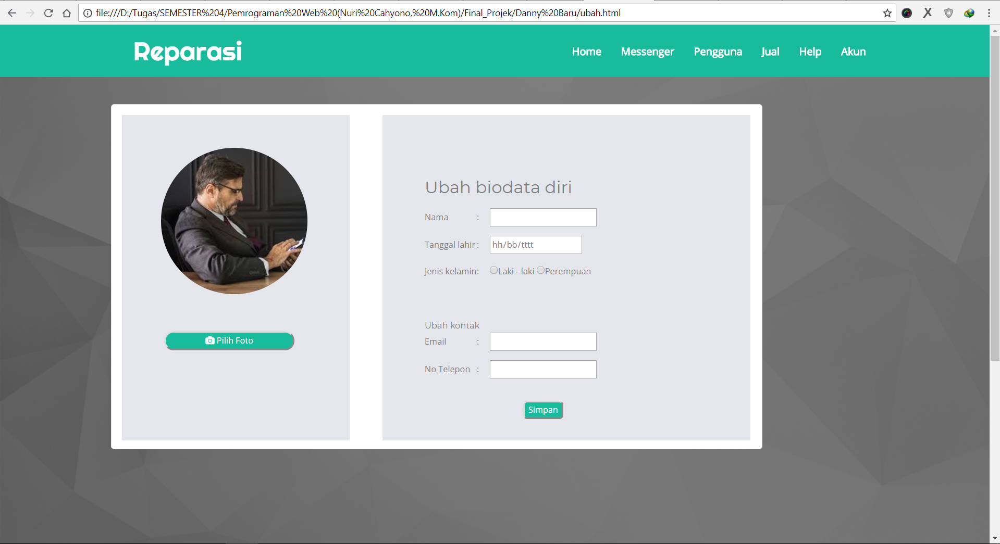 file:///D:/Tugas/SEMESTER%204/Pemrograman%20Web%20(Nuri%20Cahyono,%20M.Kom)/Final_Projek/Danny%20Baru/ubah.html
Reparasi
Home Messenger Pengguna Jual Help Akun
Ubah biodata diri
Nama :
Tanggal lahir : hh/bb/tttt
Jenis kelamin: Laki - laki Perempuan
Ubah kontak
Email :
Pilih Foto
No Telepon :
Simpan